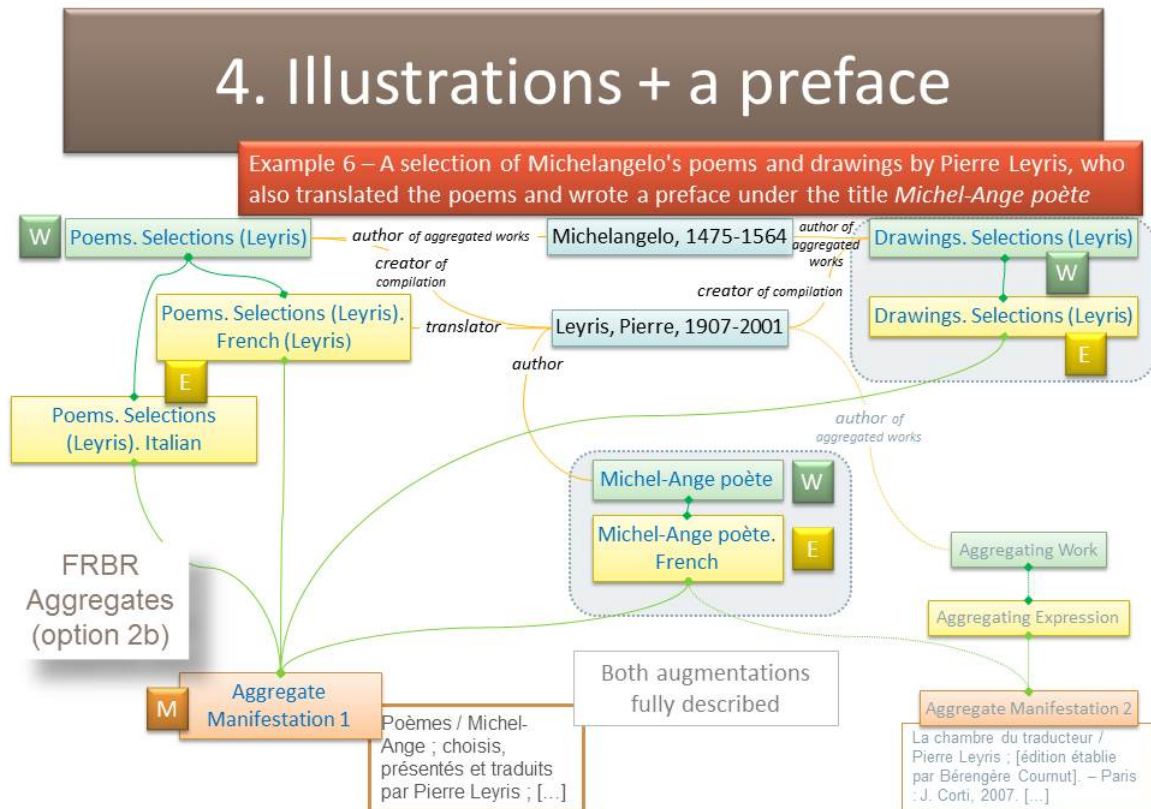 4. Illustrations + a preface
Example 6 – A selection of Michelangelo's poems and drawings by Pierre Leyris, who
also translated the poems and wrote a preface under the title Michel-Ange poète
W
Poems. Selections (Leyris)
author of aggregated works
Michelangelo, 1475-1564
author of
aggregated
works
Drawings. Selections (Leyris)
W
creator of
compilation
creator of compilation
Poems. Selections (Leyris).
French (Leyris)
translator
Leyris, Pierre, 1907-2001
Drawings. Selections (Leyris)
E
author
E
Poems. Selections
(Leyris). Italian
author of
aggregated works
Michel-Ange poète
W
Michel-Ange poète.
French
E
FRBR
Aggregates
(option 2b)
Aggregating Work
Aggregating Expression
M
Aggregate
Manifestation 1
Both augmentations
fully described
Aggregate Manifestation 2
Poèmes / Michel-
Ange ; choisis,
présentés et traduits
par Pierre Leyris ; [...]
La chambre du traducteur /
Pierre Leyris ; [édition établie
par Bérengère Cournut]. – Paris
: J. Corti, 2007. [...]